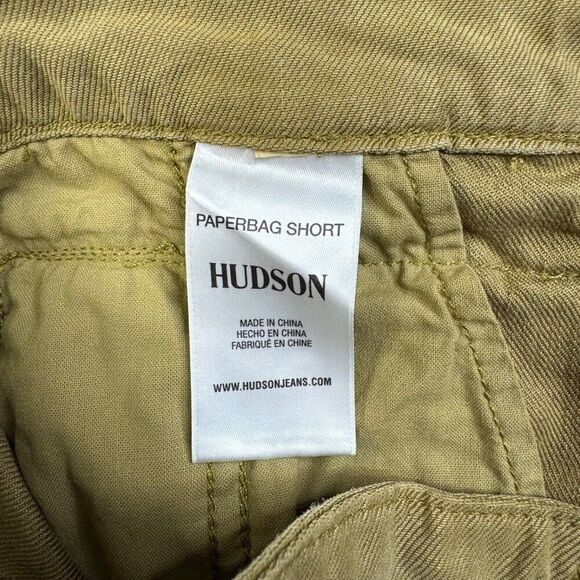 PAPERBAG SHORT
HUDSON
MADE IN CHINA
HECHO EN CHINA
FABRIQUÉ EN CHINE
WWW.HUDSONJEANS.COM